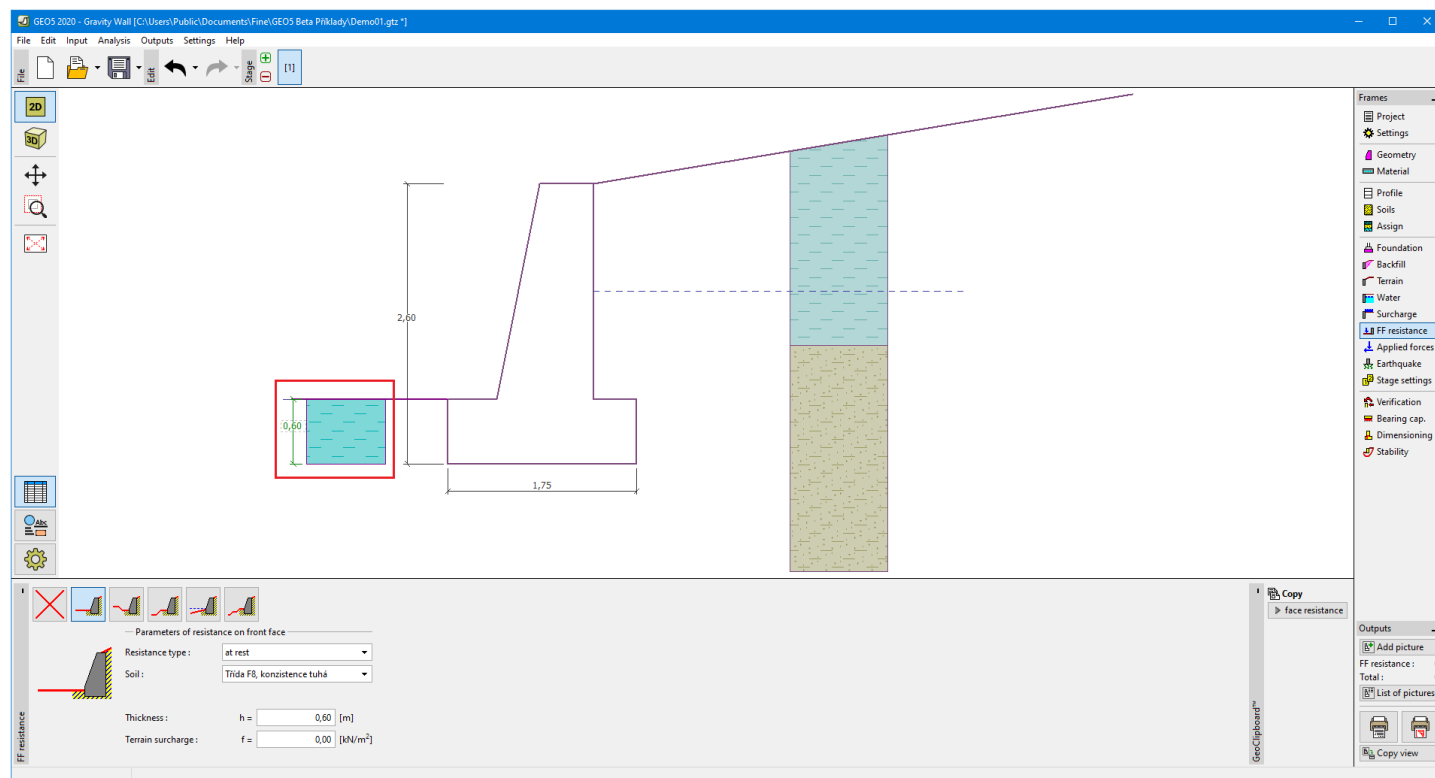 GEO5 2020 - Gravity Wall [C:\Users\Public\Documents\Fine\GEO5 Beta Příklady\Demo01.gtz *]
File Edit Input Analysis Outputs Settings Help
File
Edit
Stage
[1]
2D
3D
Abc
2,60
0,60
1,75
Frames
Project
Settings
Geometry
Material
Profile
Soils
Assign
Foundation
Backfill
Terrain
Water
Surcharge
FF resistance
Applied forces
Earthquake
Stage settings
Verification
Bearing cap.
Dimensioning
Stability
FF resistance
Parameters of resistance on front face
Resistance type : at rest
Soil : Třída F8, konzistence tuhá
Thickness : h = 0,60 [m]
Terrain surcharge : f = 0,00 [kN/m²]
GeoClipboard™
Copy
face resistance
Outputs
Add picture
FF resistance :
Total :
List of pictures
Copy view